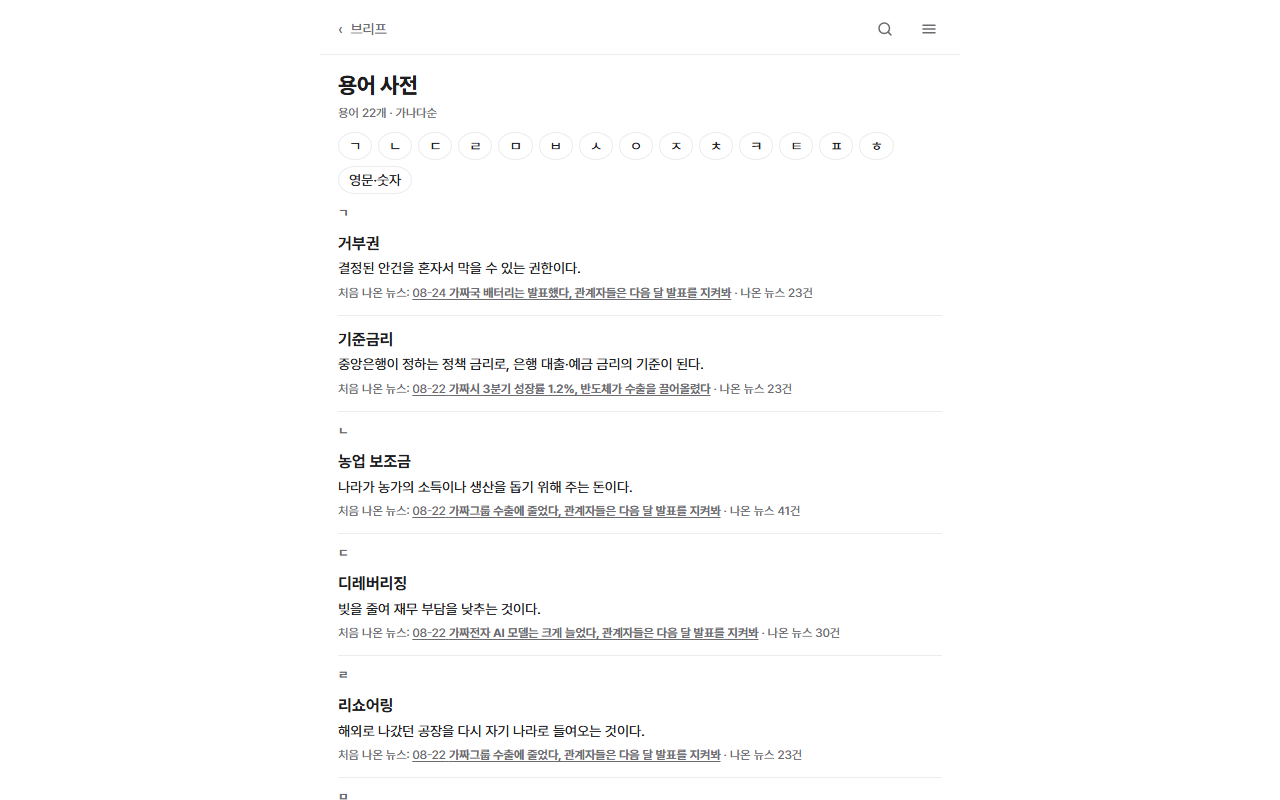 ‹ 브리프
용어 사전
용어 22개 · 가나다순
ㄱ ㄴ ㄷ ㄹ ㅁ ㅂ ㅅ ㅇ ㅈ ㅊ ㅋ ㅌ ㅍ ㅎ
영문·숫자
ㄱ
거부권
결정된 안건을 혼자서 막을 수 있는 권한이다.
처음 나온 뉴스: 08-24 가짜국 배터리는 발표했다, 관계자들은 다음 달 발표를 지켜봐 · 나온 뉴스 23건
기준금리
중앙은행이 정하는 정책 금리로, 은행 대출·예금 금리의 기준이 된다.
처음 나온 뉴스: 08-22 가짜시 3분기 성장률 1.2%, 반도체가 수출을 끌어올렸다 · 나온 뉴스 23건
ㄴ
농업 보조금
나라가 농가의 소득이나 생산을 돕기 위해 주는 돈이다.
처음 나온 뉴스: 08-22 가짜그룹 수출에 줄었다, 관계자들은 다음 달 발표를 지켜봐 · 나온 뉴스 41건
ㄷ
디레버리징
빚을 줄여 재무 부담을 낮추는 것이다.
처음 나온 뉴스: 08-22 가짜전자 AI 모델는 크게 늘었다, 관계자들은 다음 달 발표를 지켜봐 · 나온 뉴스 30건
ㄹ
리쇼어링
해외로 나갔던 공장을 다시 자기 나라로 들여오는 것이다.
처음 나온 뉴스: 08-22 가짜그룹 수출에 줄었다, 관계자들은 다음 달 발표를 지켜봐 · 나온 뉴스 23건
ㅁ